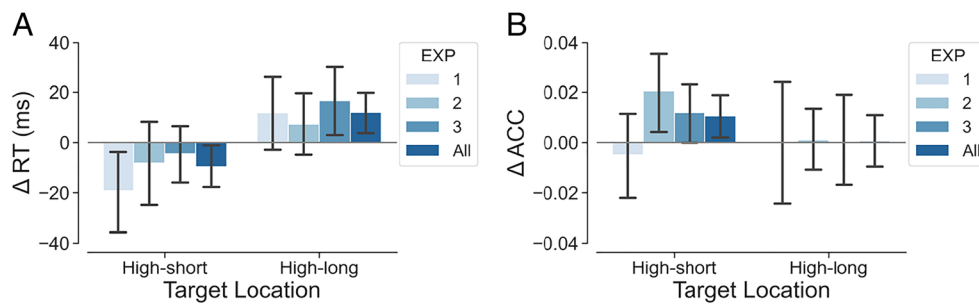 A
Δ RT (ms)
40
20
0
−20
−40
High-short
High-long
Target Location
EXP
1
2
3
All
B
Δ ACC
0.04
0.02
0.00
−0.02
−0.04
High-short
High-long
Target Location
EXP
1
2
3
All